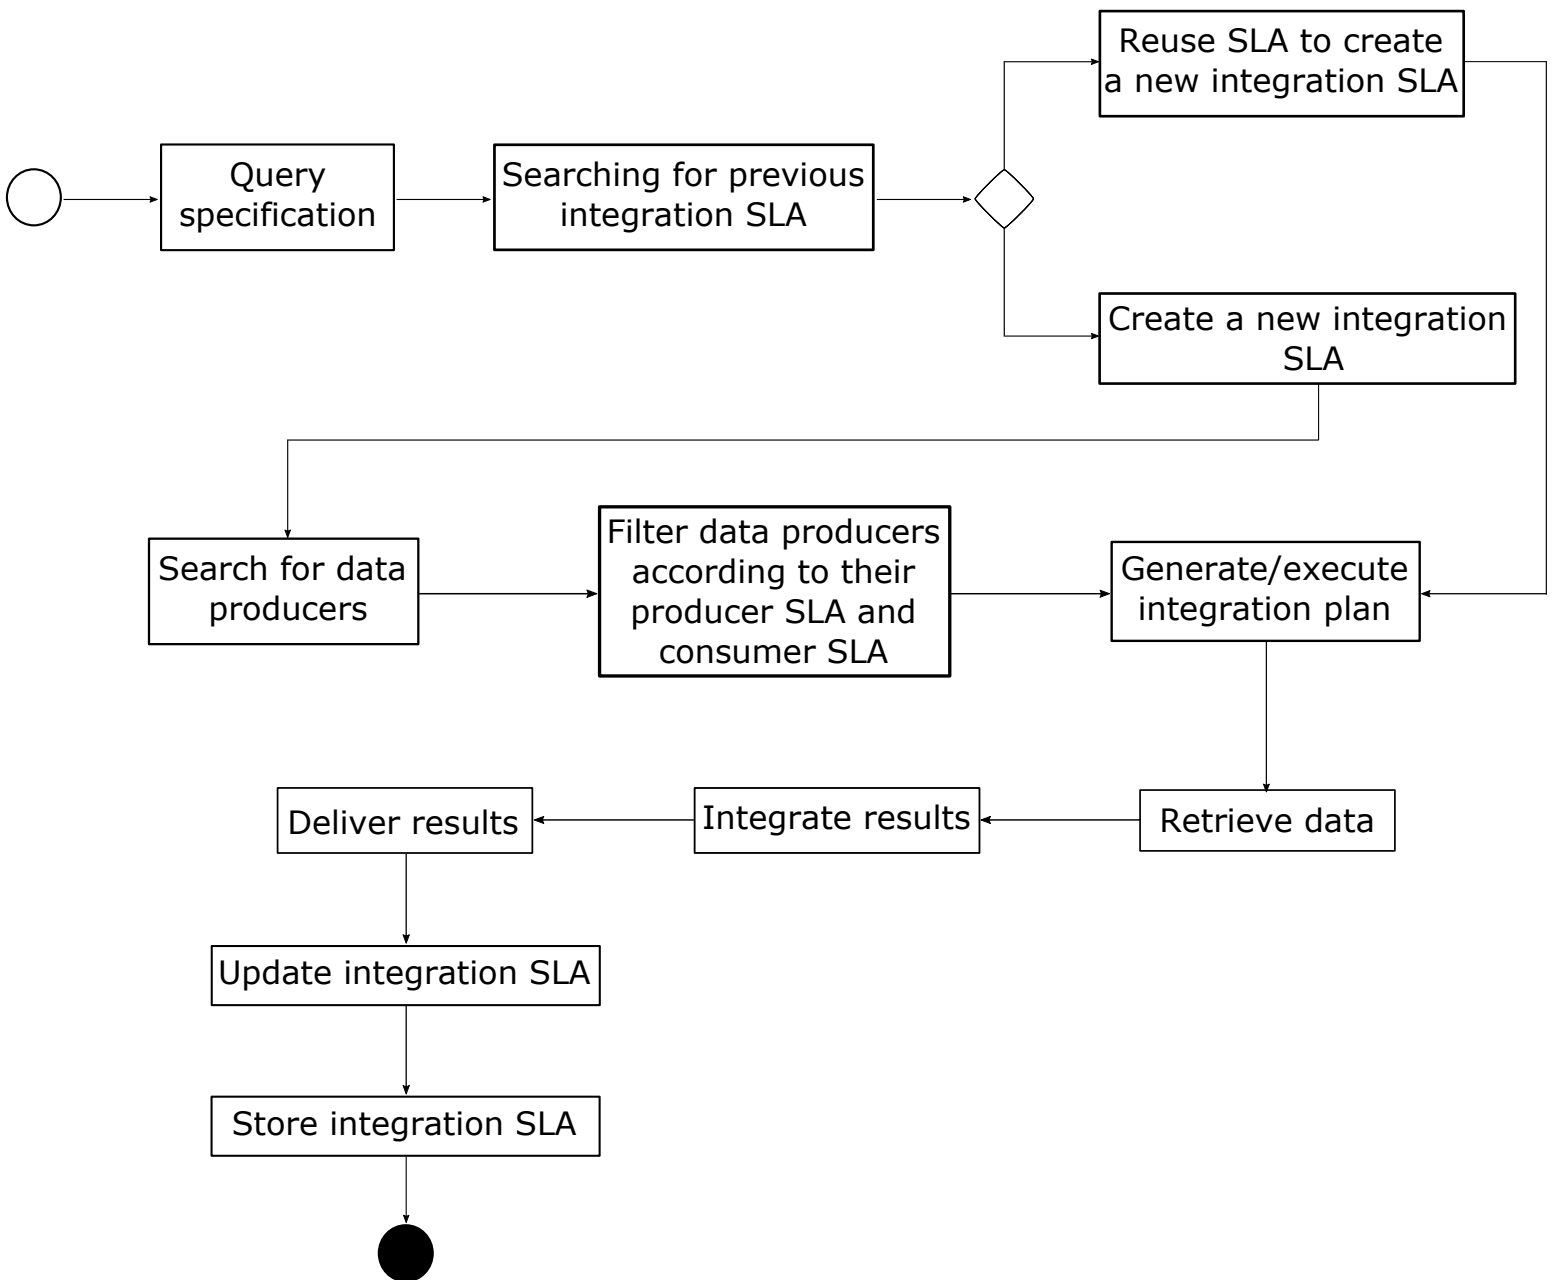 Reuse SLA to create
a new integration SLA
Query
specification
Searching for previous
integration SLA
Create a new integration
SLA
Search for data
producers
Filter data producers
according to their
producer SLA and
consumer SLA
Generate/execute
integration plan
Deliver results
Integrate results
Retrieve data
Update integration SLA
Store integration SLA